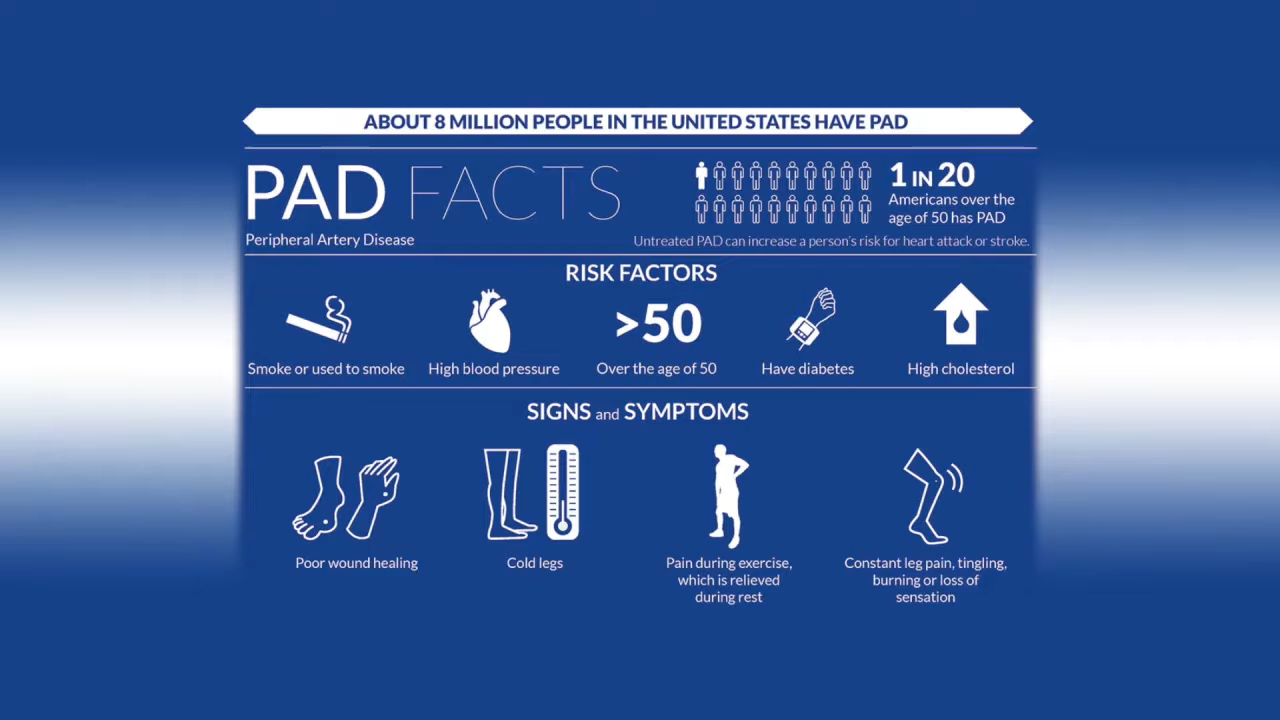 ABOUT 8 MILLION PEOPLE IN THE UNITED STATES HAVE PAD
PAD FACTS
Peripheral Artery Disease
1 IN 20
Americans over the
age of 50 has PAD
Untreated PAD can increase a person's risk for heart attack or stroke.
RISK FACTORS
>50
Smoke or used to smoke
High blood pressure
Over the age of 50
Have diabetes
High cholesterol
SIGNS and SYMPTOMS
Poor wound healing
Cold legs
Pain during exercise,
which is relieved
during rest
Constant leg pain, tingling,
burning or loss of
sensation